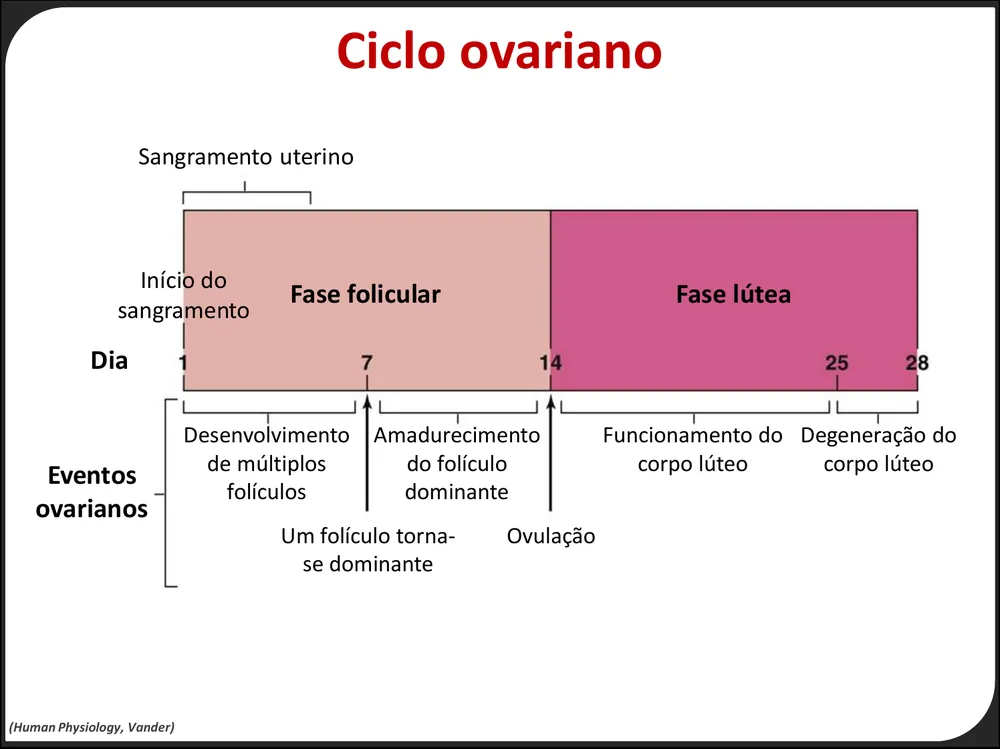 Ciclo ovariano
Sangramento uterino
Início do
sangramento
Fase folicular
Fase lútea
Dia
1
7
14
25
28
Eventos
ovarianos
Desenvolvimento
de múltiplos
folículos
Amadurecimento
do folículo
dominante
Funcionamento do
corpo lúteo
Degeneração do
corpo lúteo
Um folículo torna-
se dominante
Ovulação
(Human Physiology, Vander)